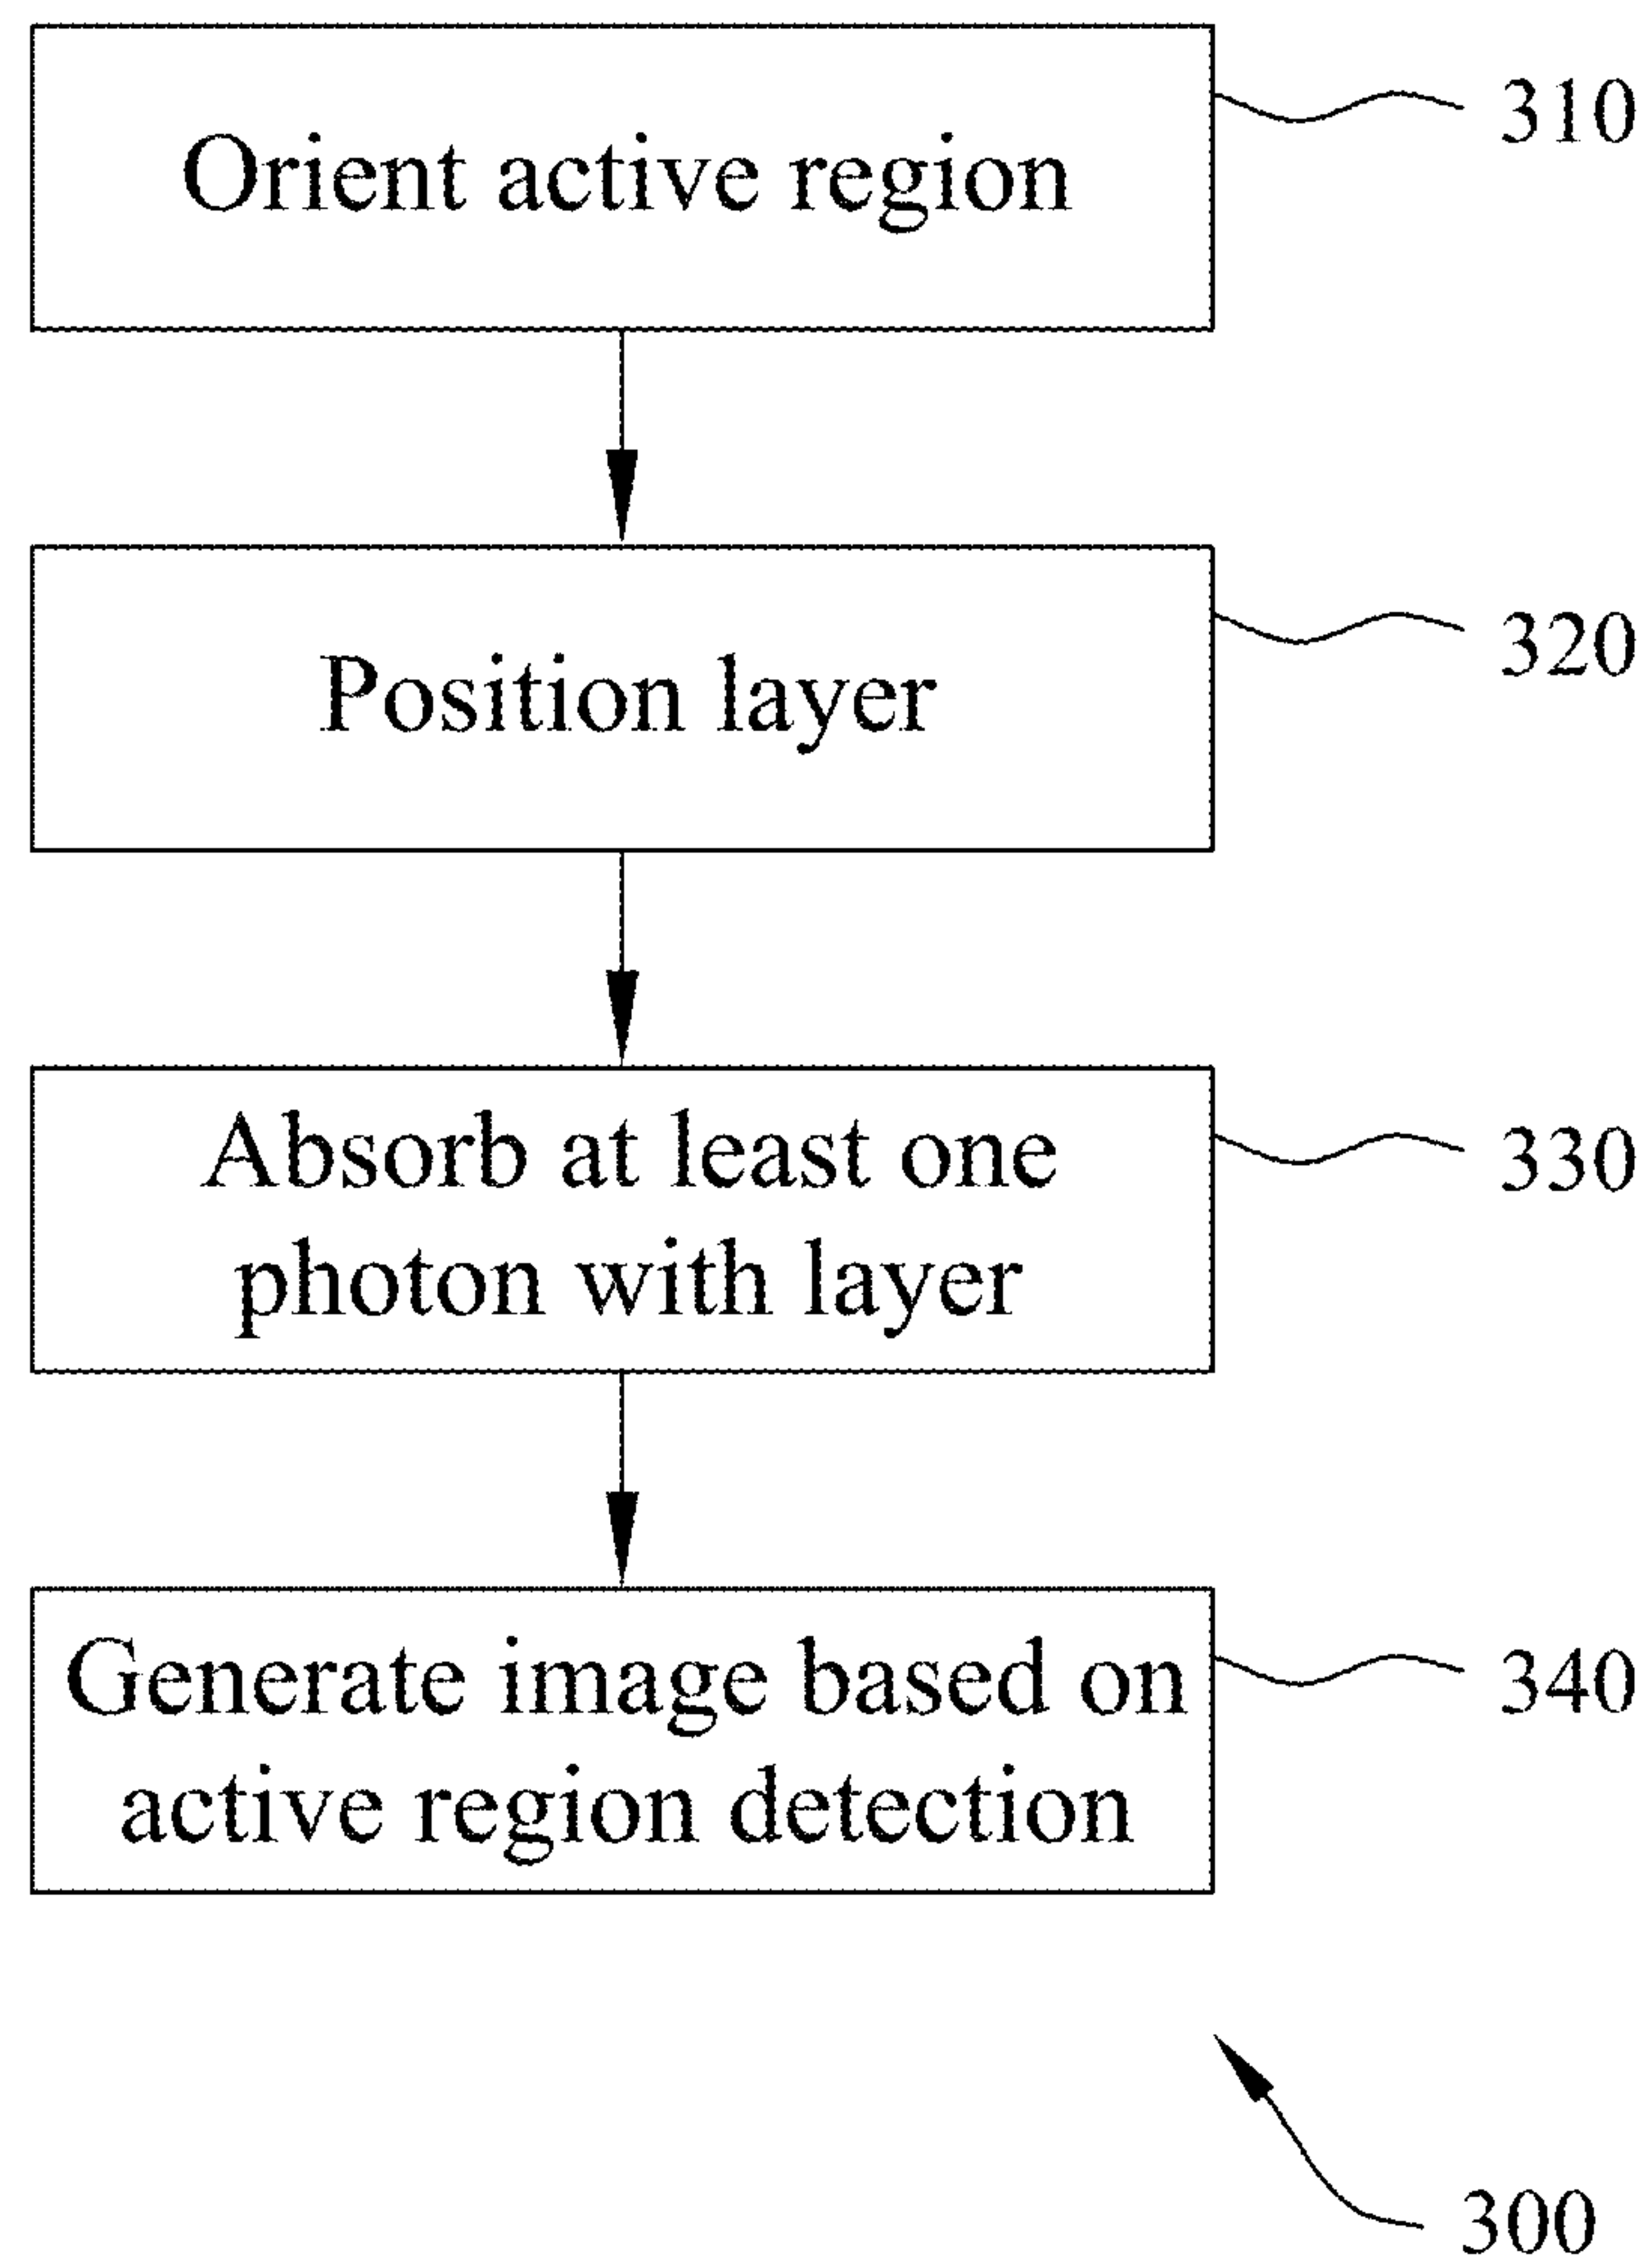 Orient active region
310
Position layer
320
Absorb at least one
photon with layer
330
Generate image based on
active region detection
340
300